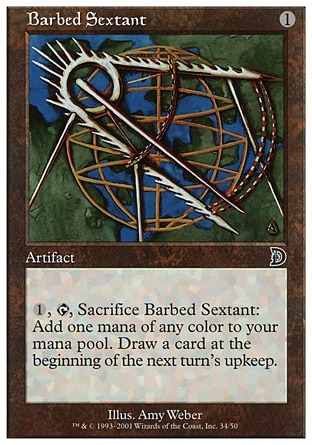 Barbed Sextant 1
Artifact D
1, T, Sacrifice Barbed Sextant:
Add one mana of any color to your
mana pool. Draw a card at the
beginning of the next turn's upkeep.
Illus. Amy Weber
™ & © 1993-2001 Wizards of the Coast, Inc. 34/50